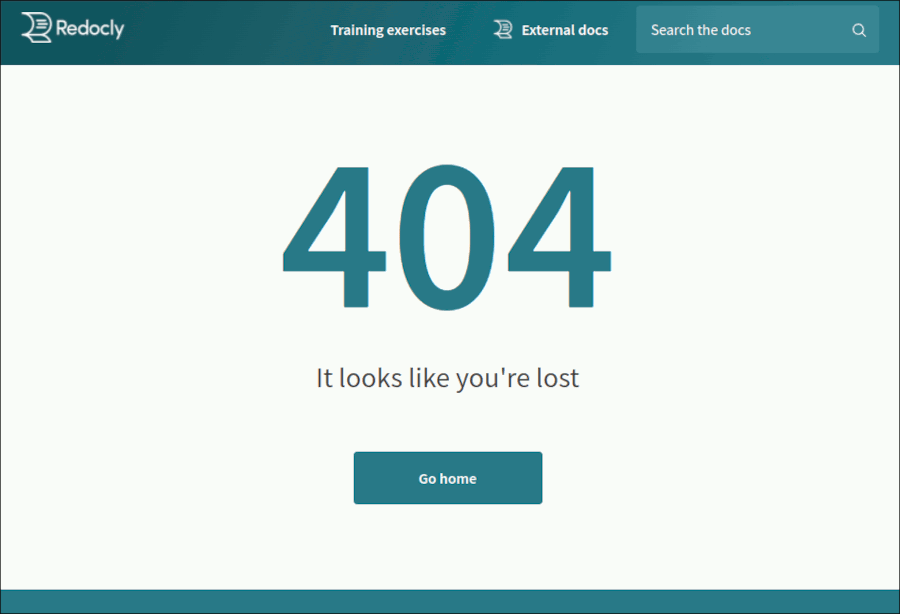 Redocly
Training exercises
External docs
Search the docs
404
It looks like you're lost
Go home